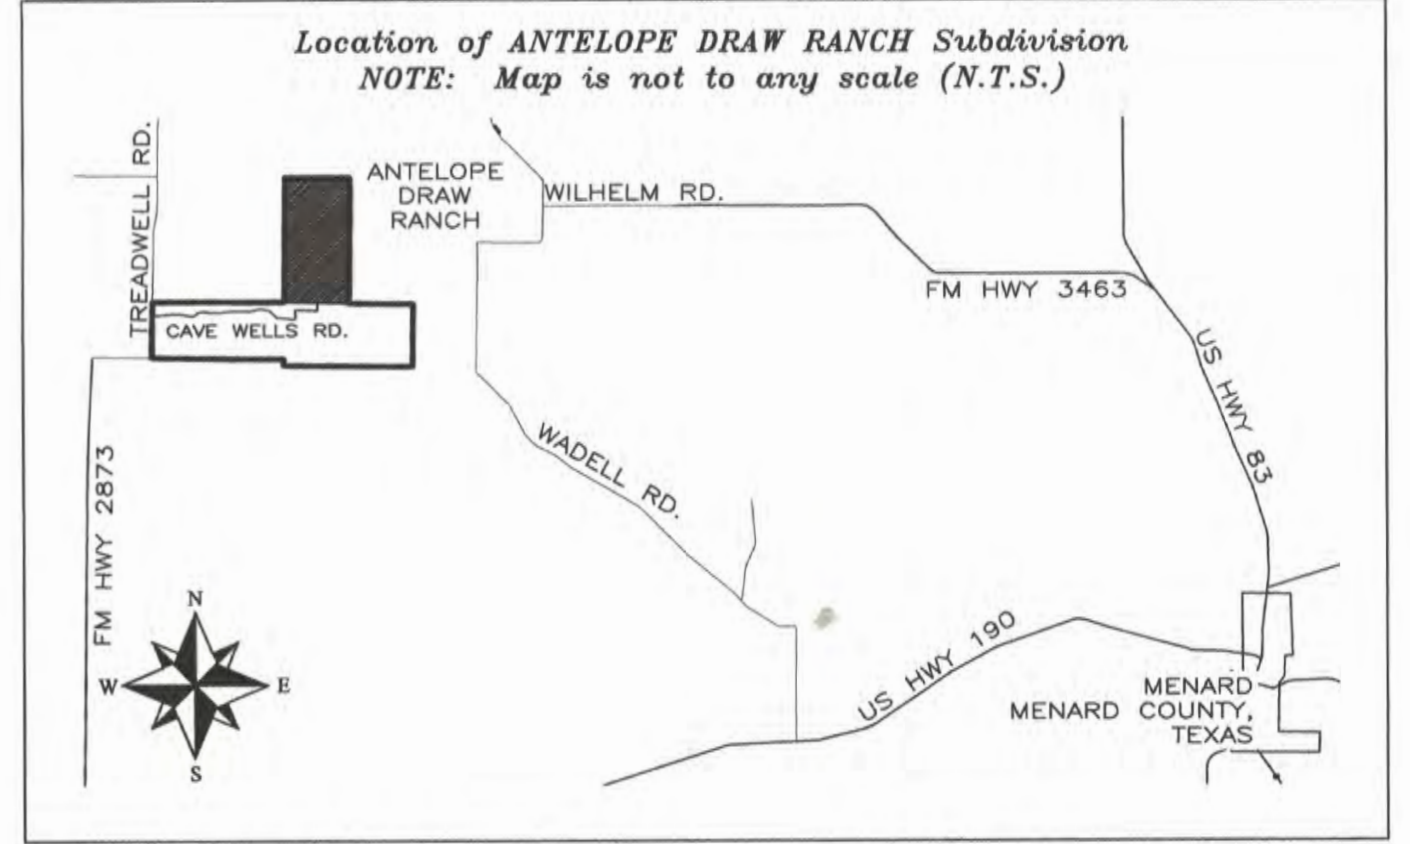 Location of ANTELOPE DRAW RANCH Subdivision
NOTE: Map is not to any scale (N.T.S.)
TREADWELL RD.
ANTELOPE
DRAW
RANCH
WILHELM RD.
FM HWY 3463
CAVE WELLS RD.
US HWY 83
WADELL RD.
FM HWY 2873
N
W
E
S
US HWY 190
MENARD
MENARD COUNTY,
TEXAS